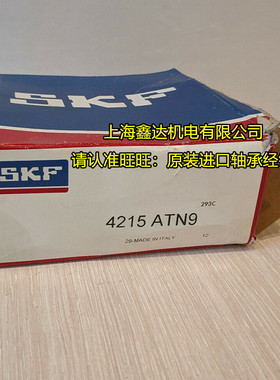 SKF
上海鑫达机电有限公司
请认准旺旺：原装进口轴承经
SKF
293C
4215 ATN9
29-MADE IN ITALY 12